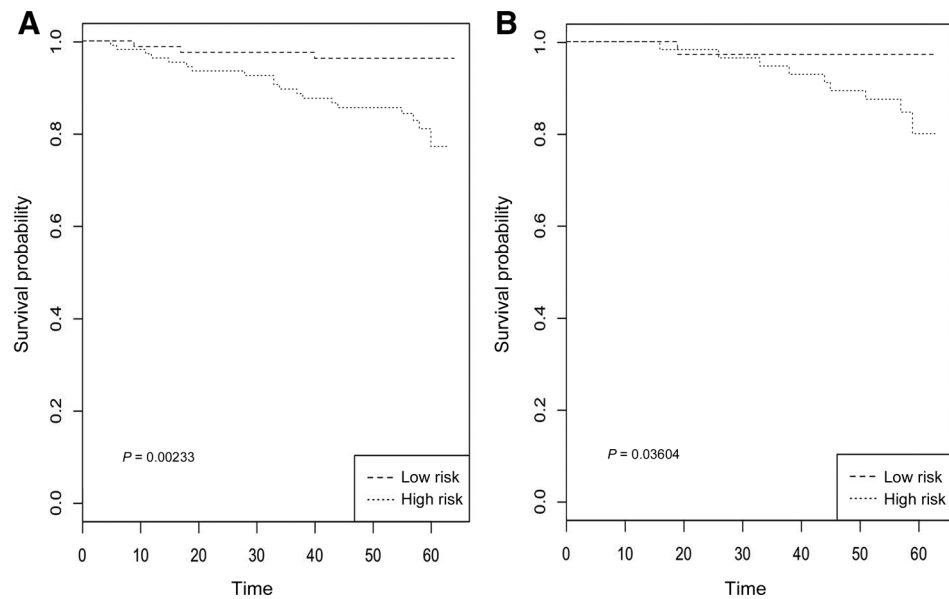 A
Survival probability
1.0
0.8
0.6
0.4
0.2
0.0
P = 0.00233
Low risk
High risk
0 10 20 30 40 50 60
Time
B
Survival probability
1.0
0.8
0.6
0.4
0.2
0.0
P = 0.03604
Low risk
High risk
0 10 20 30 40 50 60
Time